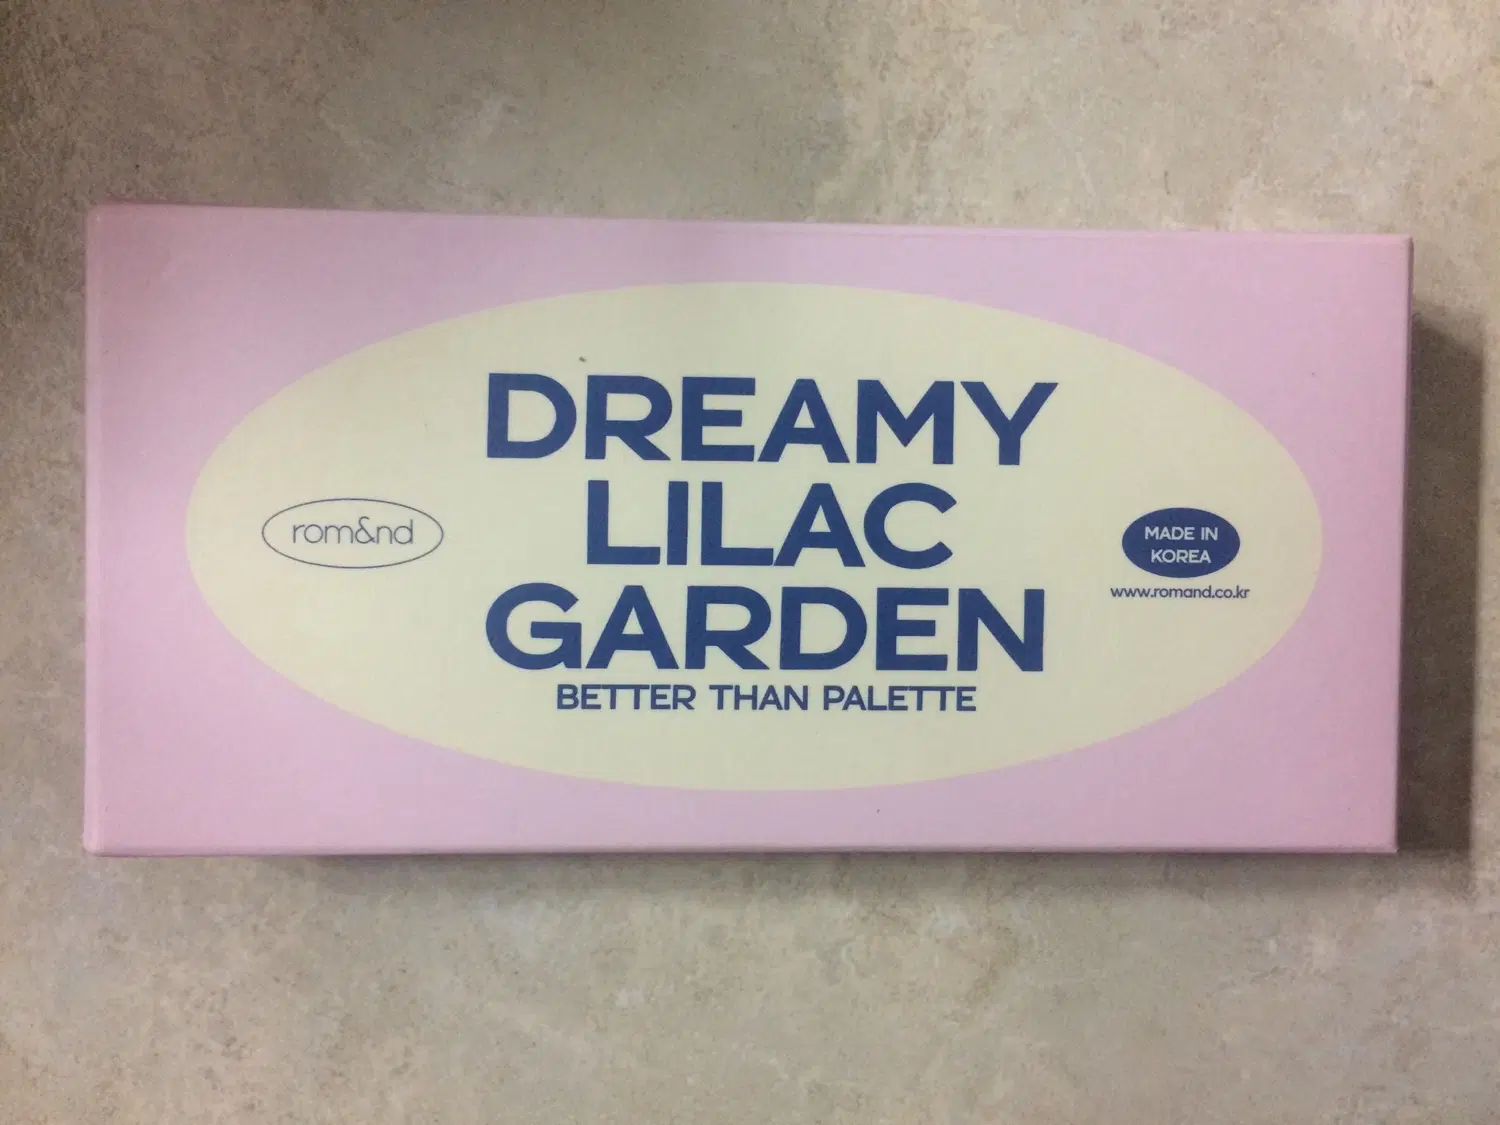 DREAMY
LILAC
GARDEN
BETTER THAN PALETTE
rom&nd
MADE IN
KOREA
www.romand.co.kr